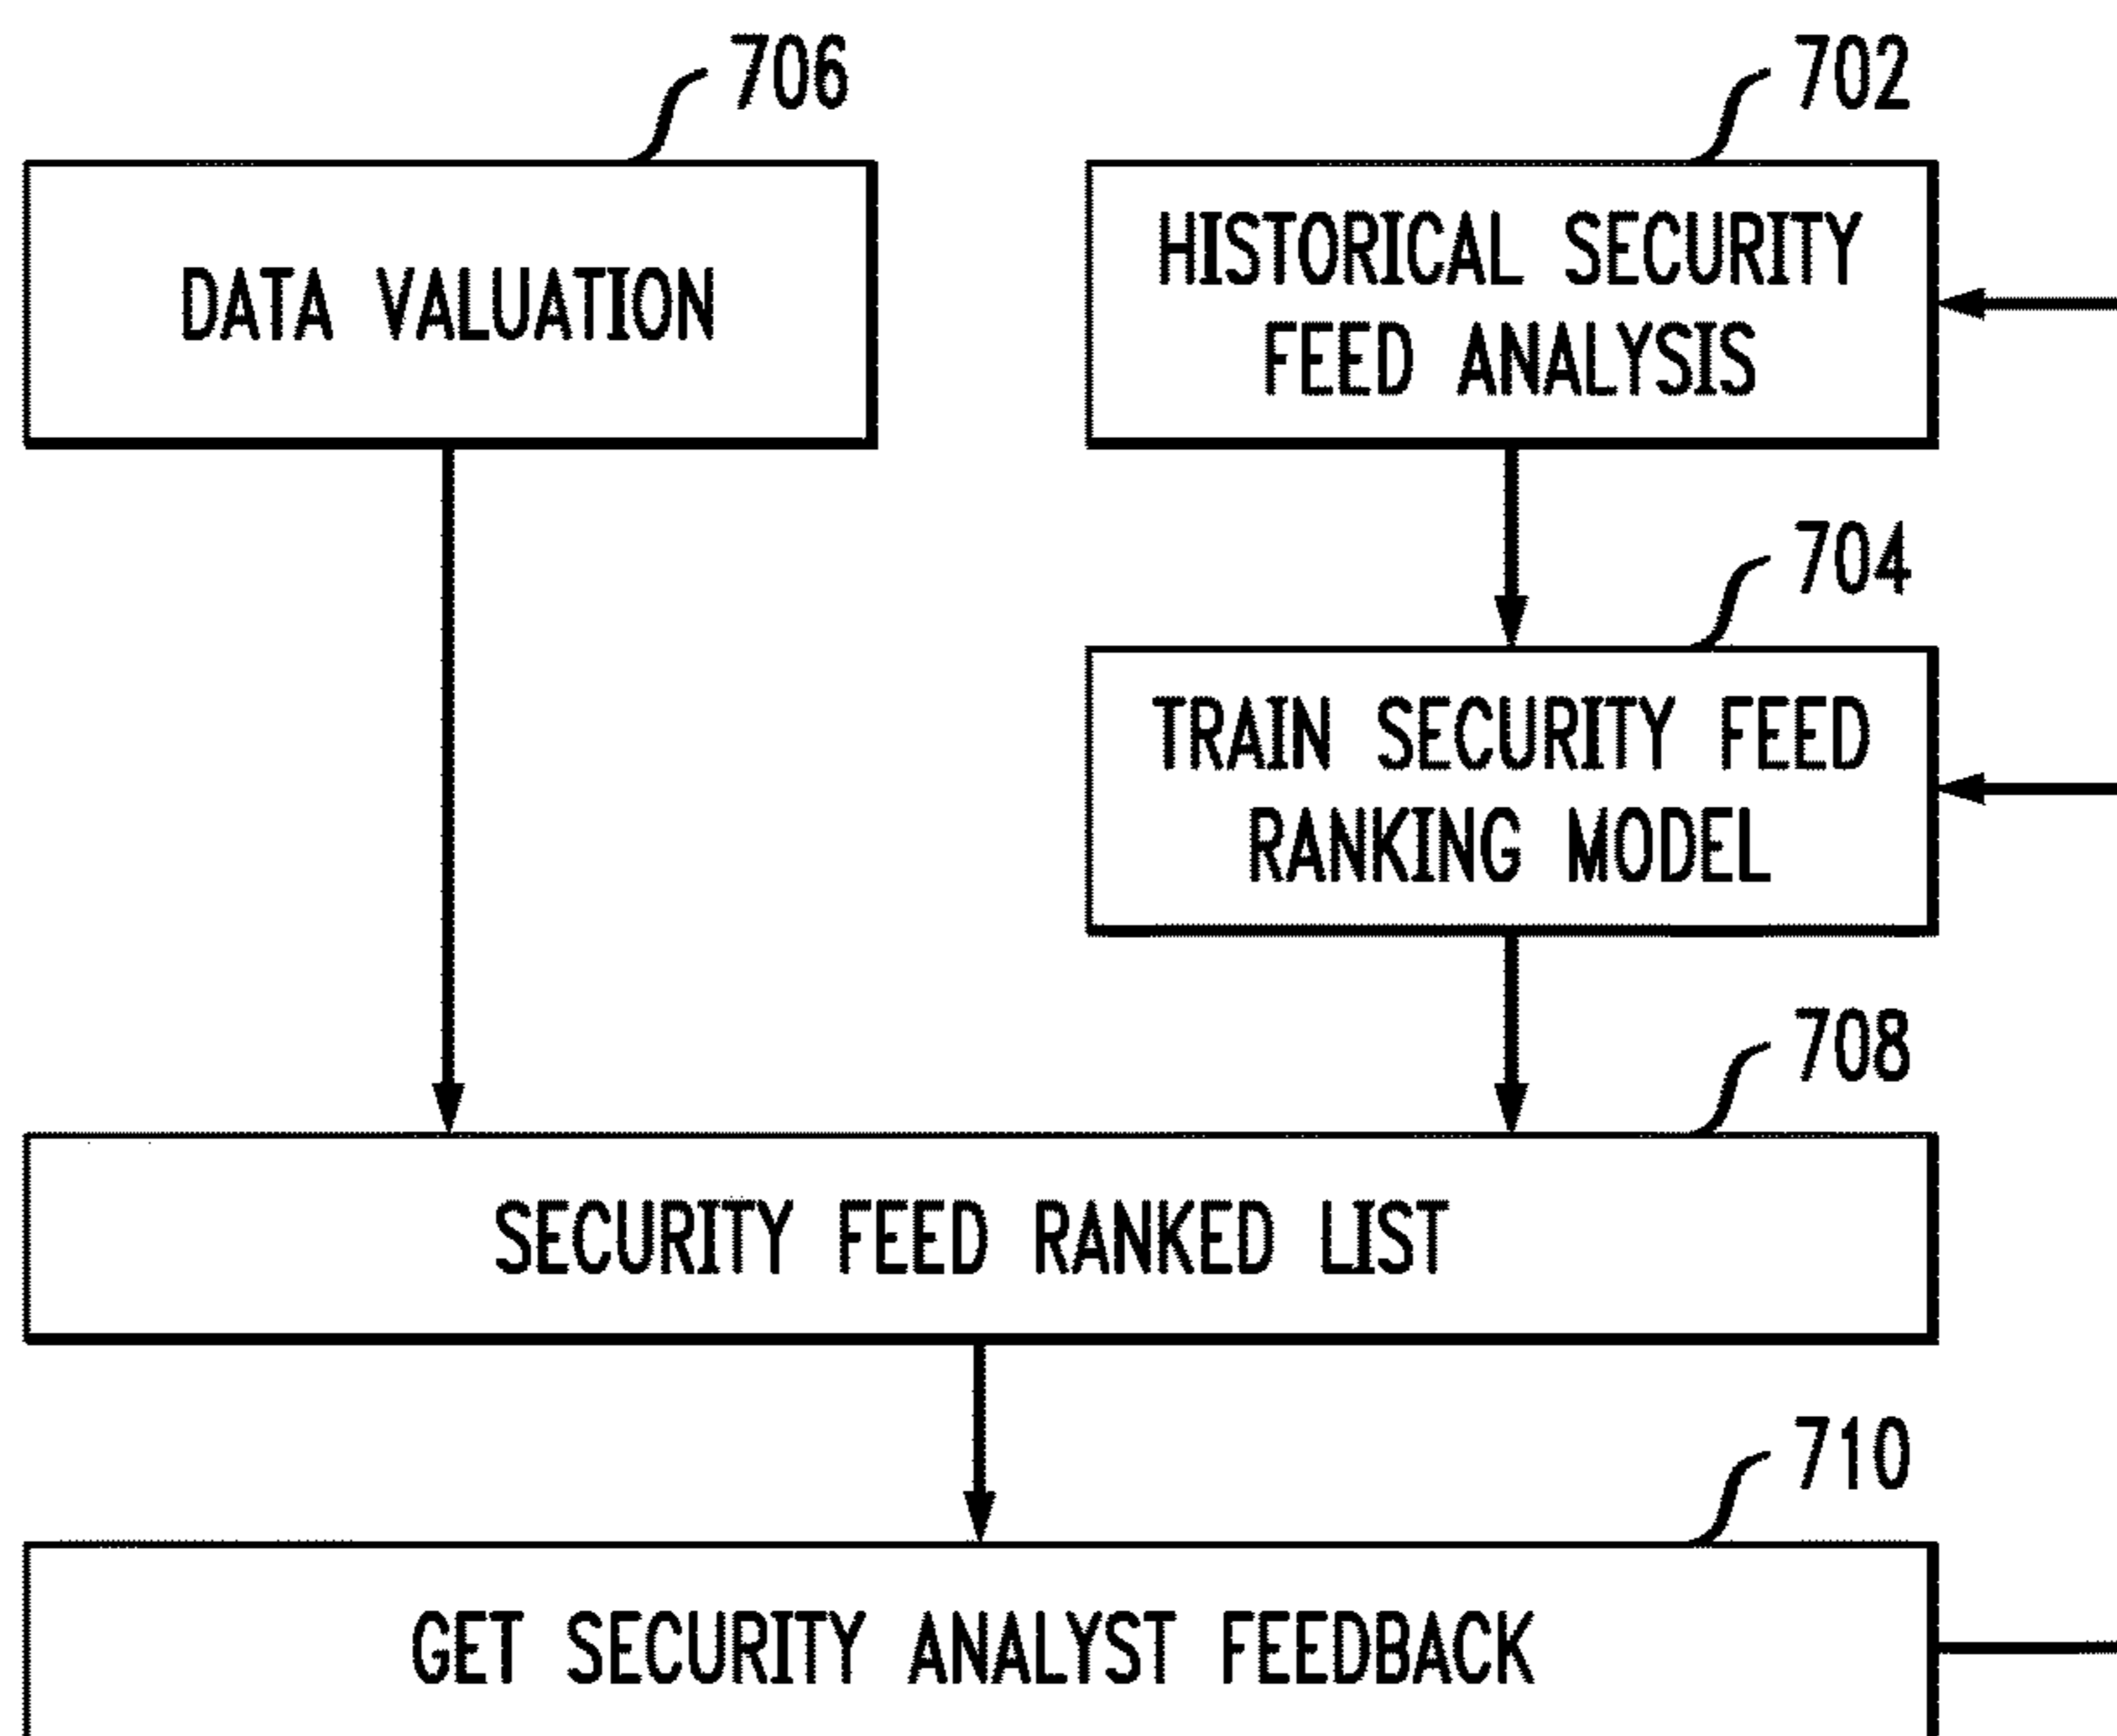 706
702
DATA VALUATION
HISTORICAL SECURITY
FEED ANALYSIS
704
TRAIN SECURITY FEED
RANKING MODEL
708
SECURITY FEED RANKED LIST
710
GET SECURITY ANALYST FEEDBACK